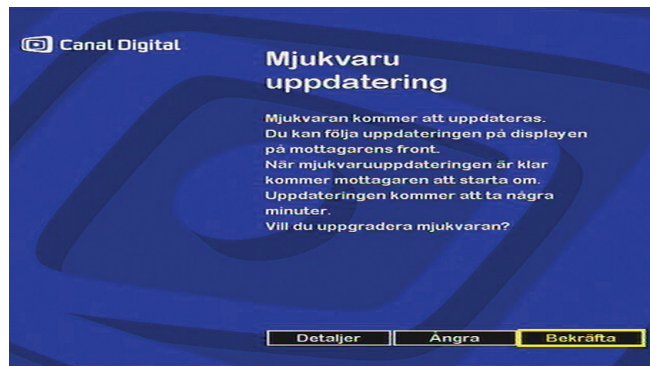 Canal Digital
Mjukvaru
uppdatering
Mjukvaran kommer att uppdateras.
Du kan följa uppdateringen på displayen
på mottagarens front.
När mjukvaruuppdateringen är klar
kommer mottagaren att starta om.
Uppdateringen kommer att ta några
minuter.
Vill du uppgradera mjukvaran?
Detaljer Ångra Bekräfta